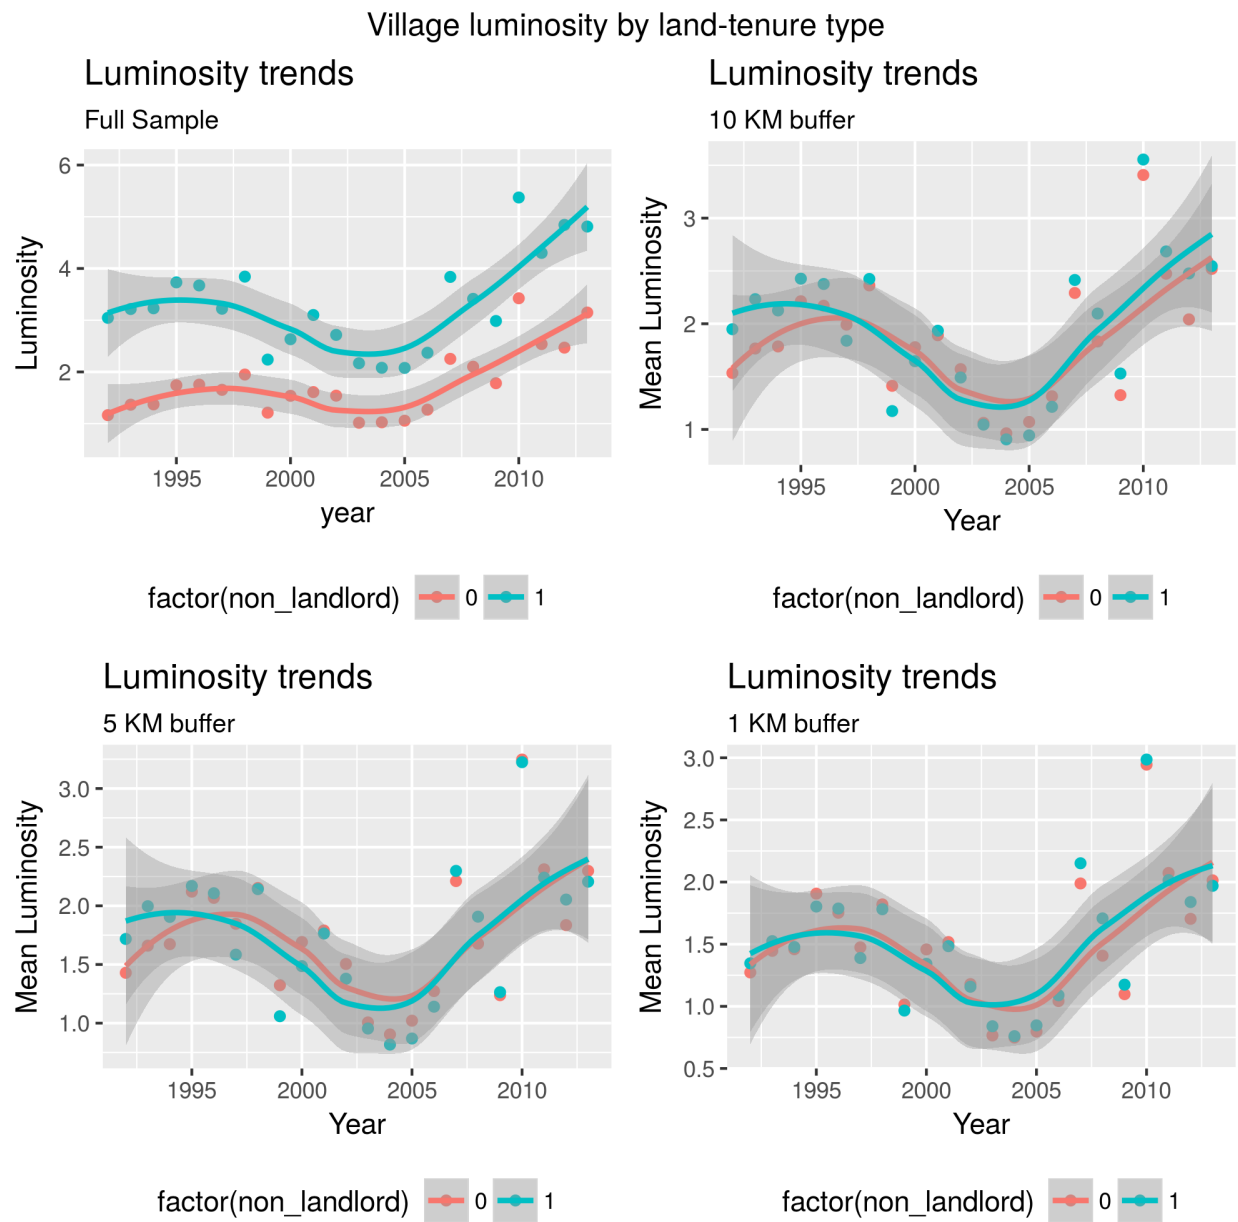 Village luminosity by land-tenure type
Luminosity trends
Full Sample
Luminosity
6
4
2
1995 2000 2005 2010
year
factor(non_landlord) 0 1
Luminosity trends
10 KM buffer
Mean Luminosity
3
2
1
1995 2000 2005 2010
Year
factor(non_landlord) 0 1
Luminosity trends
5 KM buffer
Mean Luminosity
3.0
2.5
2.0
1.5
1.0
1995 2000 2005 2010
Year
factor(non_landlord) 0 1
Luminosity trends
1 KM buffer
Mean Luminosity
3.0
2.5
2.0
1.5
1.0
0.5
1995 2000 2005 2010
Year
factor(non_landlord) 0 1